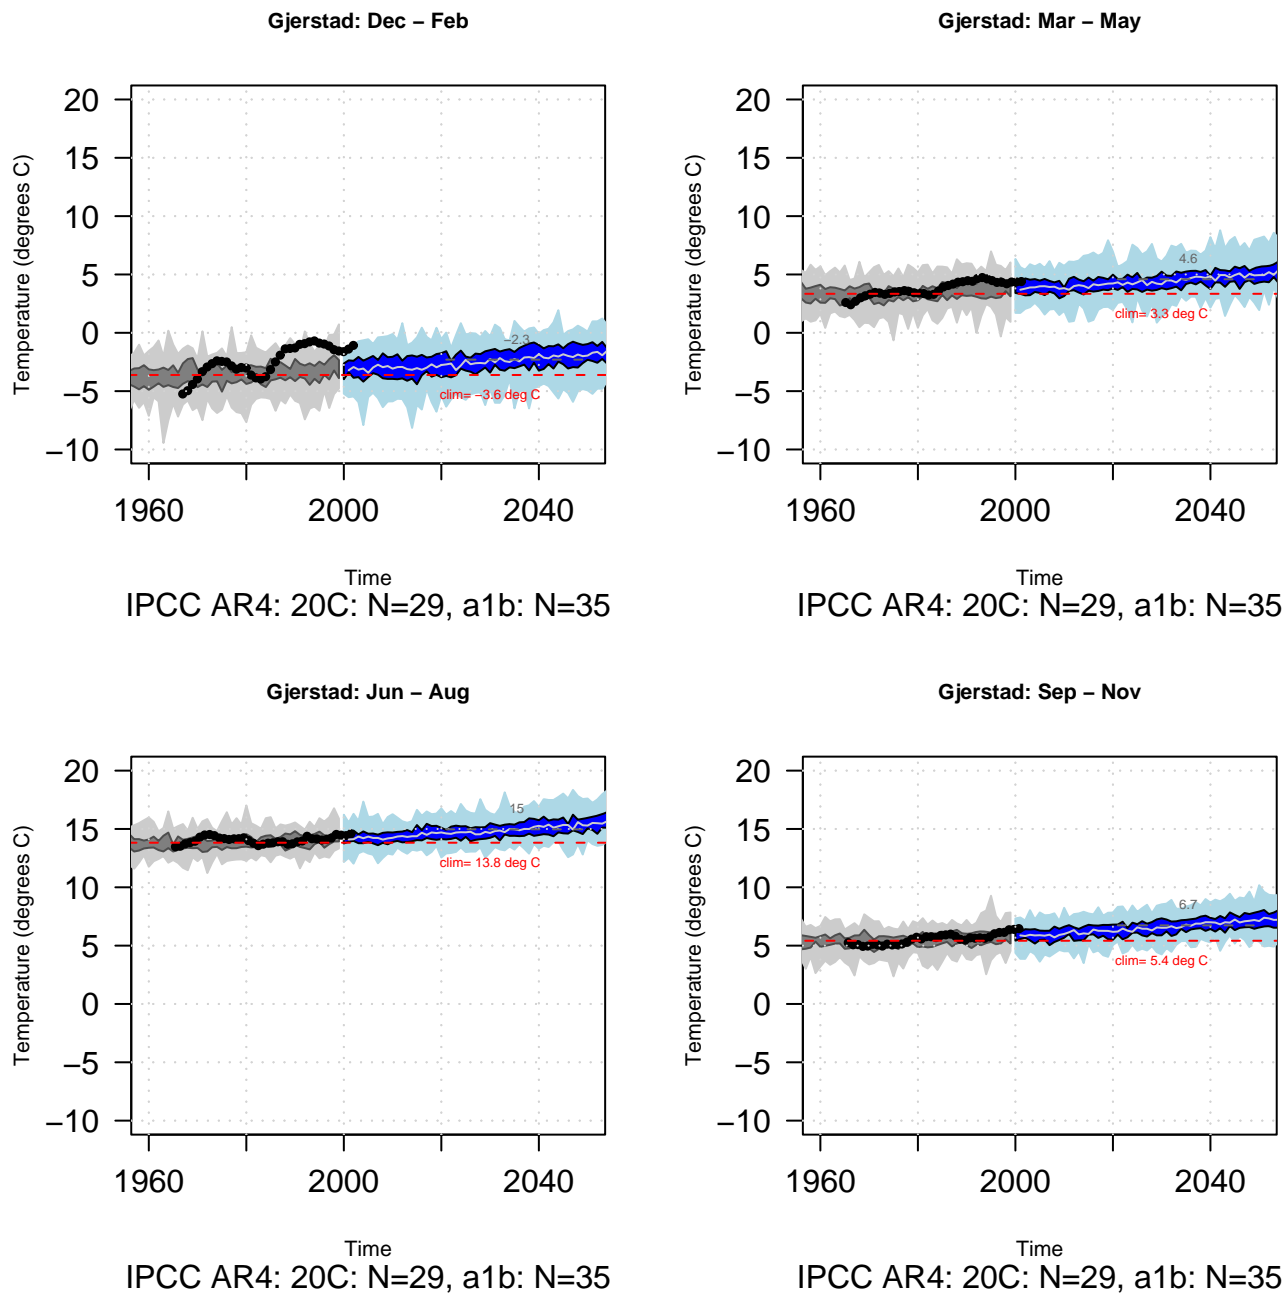 Gjerstad: Dec − Feb
Temperature (degrees C)
20
15
10
5
0
−5
−10
−2.3
clim= −3.6 deg C
1960
2000
2040
Time
IPCC AR4: 20C: N=29, a1b: N=35
Gjerstad: Mar − May
Temperature (degrees C)
20
15
10
5
0
−5
−10
4.6
clim= 3.3 deg C
1960
2000
2040
Time
IPCC AR4: 20C: N=29, a1b: N=35
Gjerstad: Jun − Aug
Temperature (degrees C)
20
15
10
5
0
−5
−10
15
clim= 13.8 deg C
1960
2000
2040
Time
IPCC AR4: 20C: N=29, a1b: N=35
Gjerstad: Sep − Nov
Temperature (degrees C)
20
15
10
5
0
−5
−10
6.7
clim= 5.4 deg C
1960
2000
2040
Time
IPCC AR4: 20C: N=29, a1b: N=35